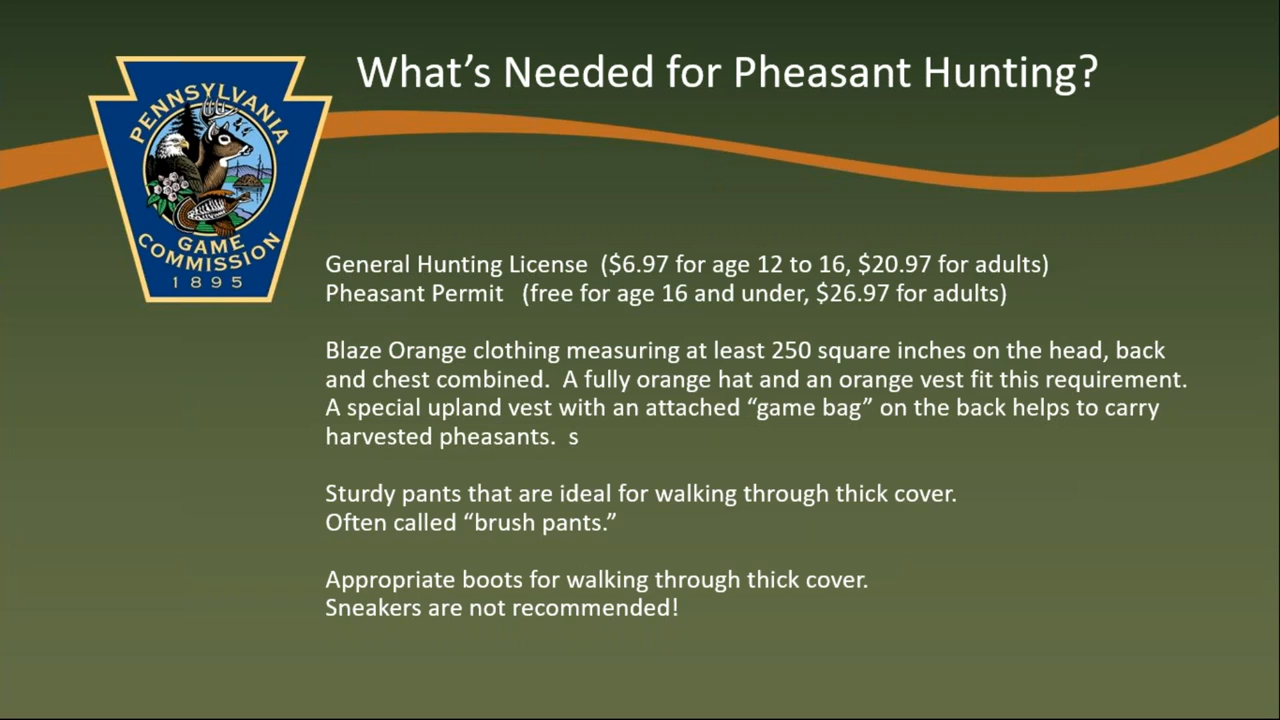 What's Needed for Pheasant Hunting?
PENNSYLVANIA
GAME
COMMISSION
1895
General Hunting License  ($6.97 for age 12 to 16, $20.97 for adults)
Pheasant Permit   (free for age 16 and under, $26.97 for adults)
Blaze Orange clothing measuring at least 250 square inches on the head, back
and chest combined.  A fully orange hat and an orange vest fit this requirement.
A special upland vest with an attached “game bag” on the back helps to carry
harvested pheasants.  s
Sturdy pants that are ideal for walking through thick cover.
Often called “brush pants.”
Appropriate boots for walking through thick cover.
Sneakers are not recommended!